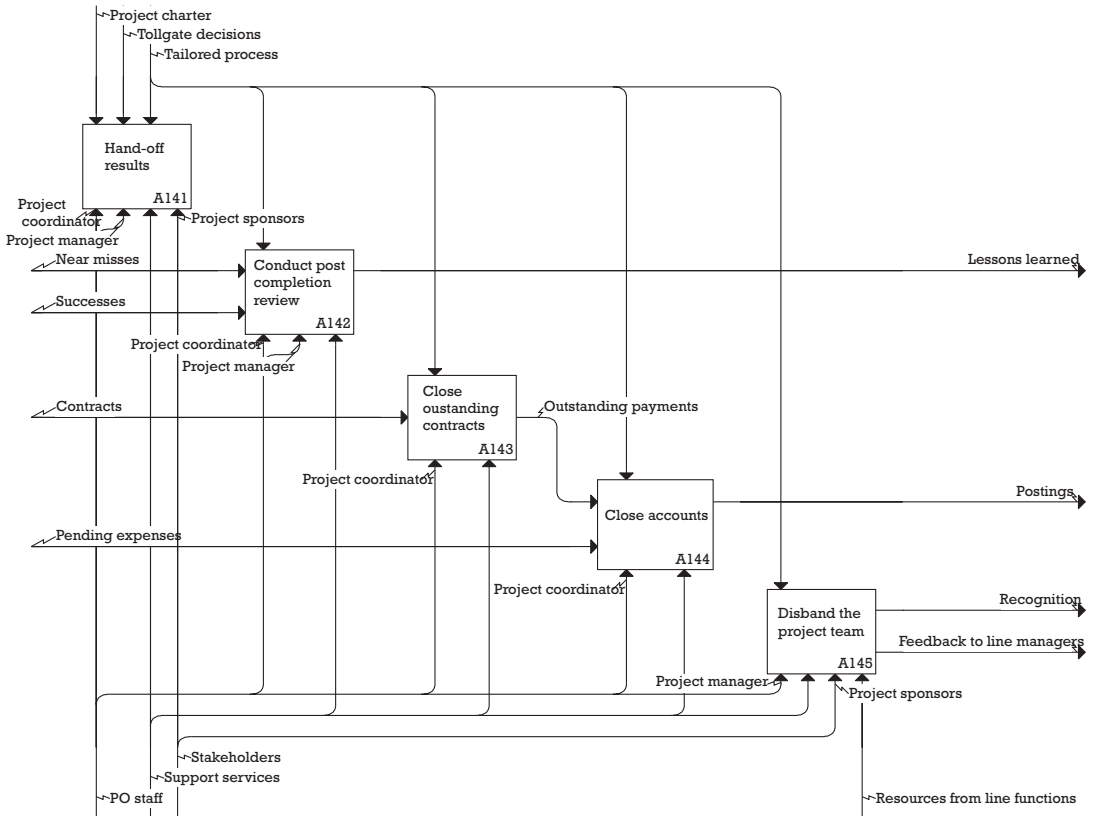 Project charter
Tollgate decisions
Tailored process
Hand-off
results
A141
Project
coordinator
Project manager
Project sponsors
Near misses
Successes
Conduct post
completion
review
A142
Lessons learned
Project coordinator
Project manager
Contracts
Close
oustanding
contracts
A143
Outstanding payments
Project coordinator
Pending expenses
Close accounts
A144
Postings
Project coordinator
Disband the
project team
A145
Recognition
Feedback to line managers
Project manager
Project sponsors
Stakeholders
Support services
PO staff
Resources from line functions